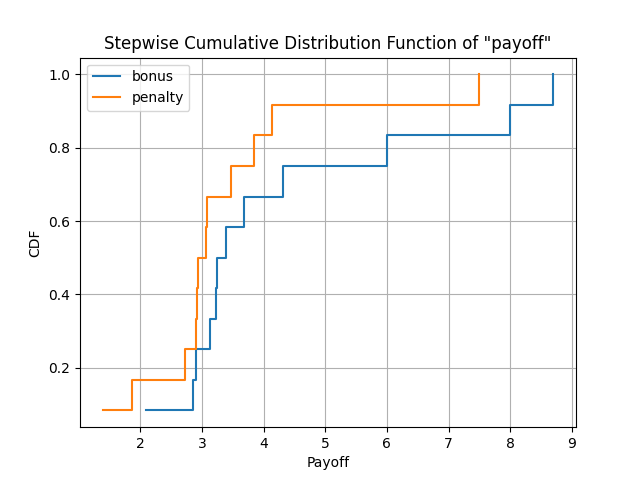 Stepwise Cumulative Distribution Function of "payoff"
bonus
penalty
1.0
0.8
0.6
0.4
0.2
CDF
2 3 4 5 6 7 8 9
Payoff